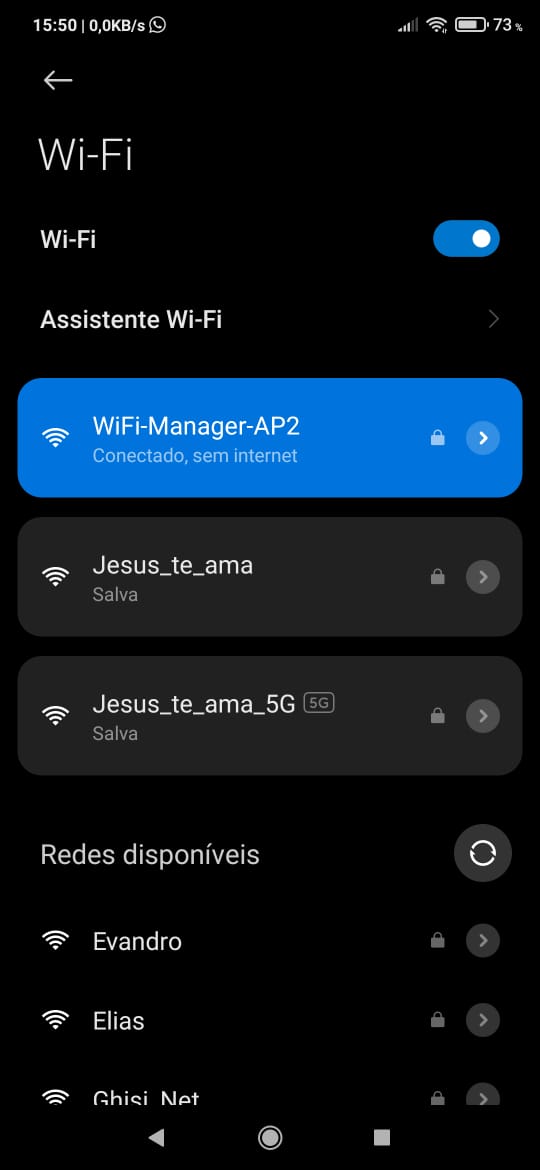 15:50 | 0,0KB/s 73 %
Wi-Fi
Wi-Fi
Assistente Wi-Fi
WiFi-Manager-AP2
Conectado, sem internet
Jesus_te_ama
Salva
Jesus_te_ama_5G 5G
Salva
Redes disponíveis
Evandro
Elias
Ghisi_Net